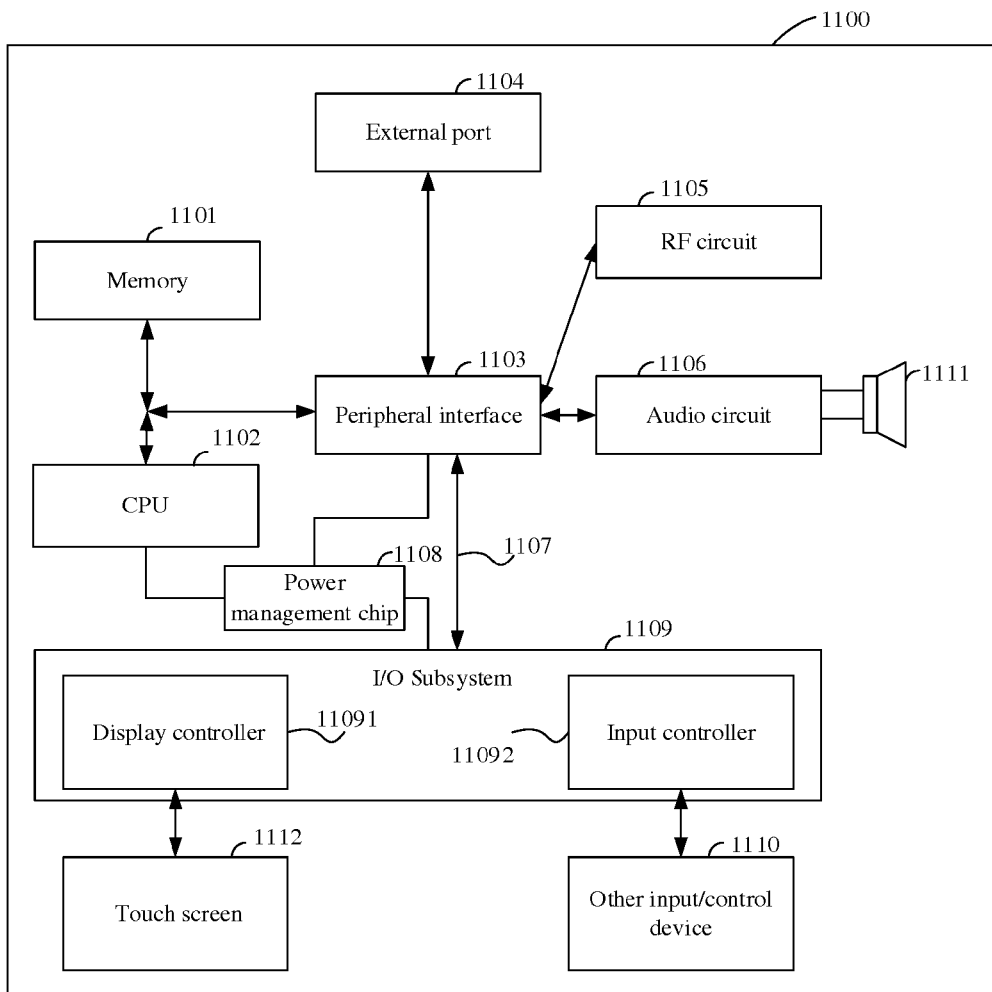 1100
1104
External port
1105
RF circuit
1101
Memory
1103
Peripheral interface
1106
Audio circuit
1111
1102
CPU
1107
1108
Power
management chip
1109
I/O Subsystem
Display controller
11091
11092
Input controller
1112
Touch screen
1110
Other input/control
device